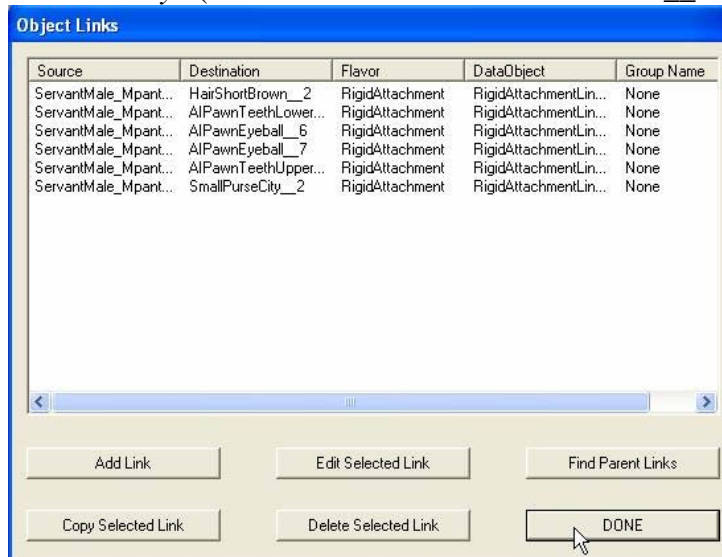 Object Links
Source Destination Flavor DataObject Group Name
ServantMale_Mpant... HairShortBrown__2 RigidAttachment RigidAttachmentLin... None
ServantMale_Mpant... AIPawnTeethLower... RigidAttachment RigidAttachmentLin... None
ServantMale_Mpant... AIPawnEyeball__6 RigidAttachment RigidAttachmentLin... None
ServantMale_Mpant... AIPawnEyeball__7 RigidAttachment RigidAttachmentLin... None
ServantMale_Mpant... AIPawnTeethUpper... RigidAttachment RigidAttachmentLin... None
ServantMale_Mpant... SmallPurseCity__2 RigidAttachment RigidAttachmentLin... None
Add Link Edit Selected Link Find Parent Links
Copy Selected Link Delete Selected Link DONE